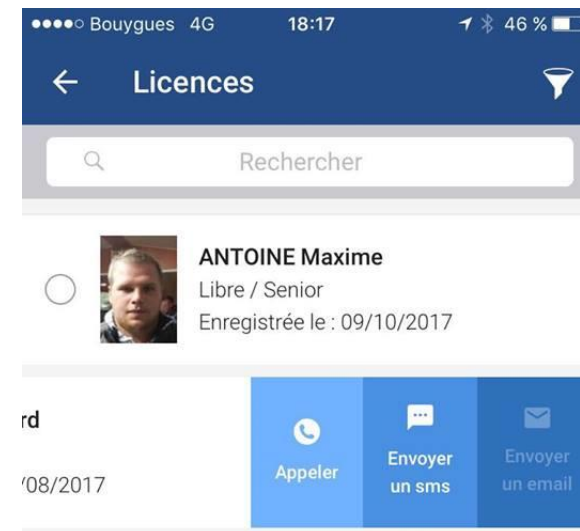 Bouygues 4G 18:17 46 %
Licences
Rechercher
ANTOINE Maxime
Libre / Senior
Enregistrée le : 09/10/2017
rd
/08/2017
Appeler
Envoyer
un sms
Envoyer
un email